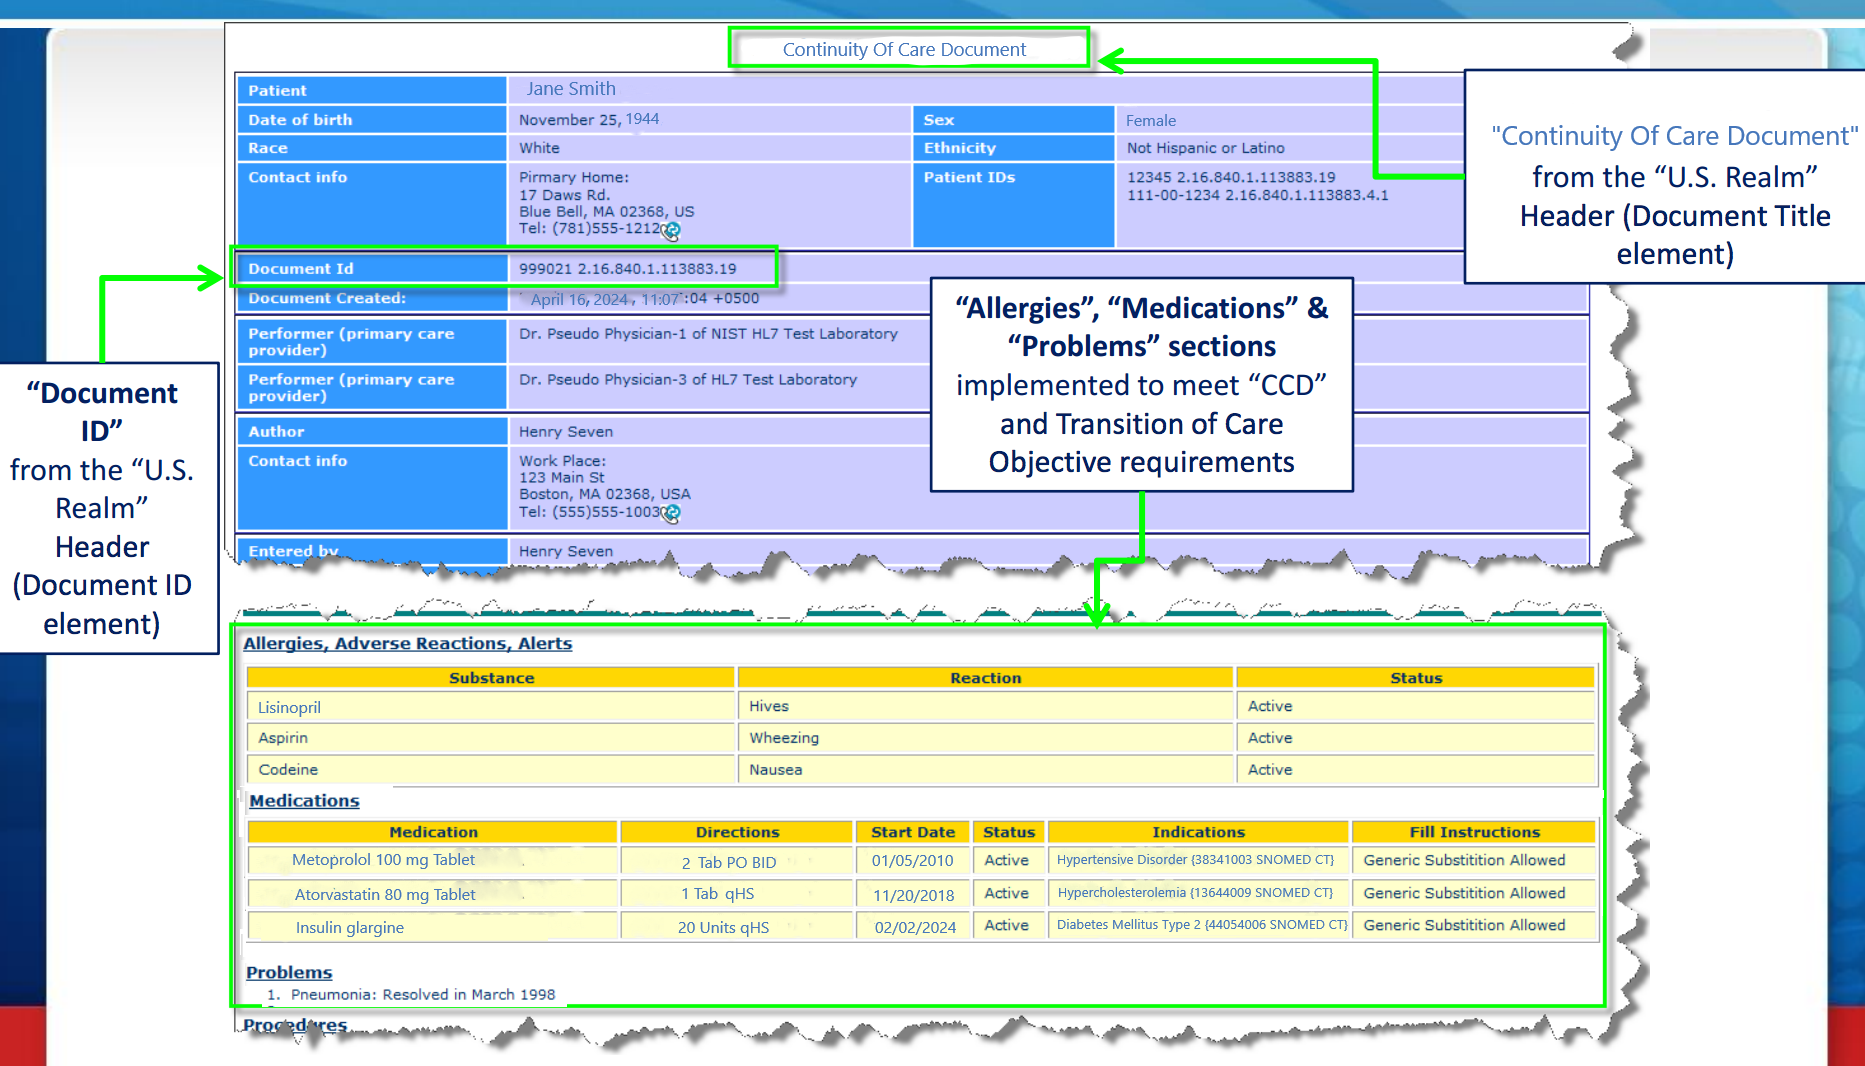 Continuity Of Care Document
Patient Jane Smith
Date of birth November 25, 1944 Sex Female
Race White Ethnicity Not Hispanic or Latino
Contact info Pirmary Home: Patient IDs 12345 2.16.840.1.113883.19
17 Daws Rd. 111-00-1234 2.16.840.1.113883.4.1
Blue Bell, MA 02368, US
Tel: (781)555-1212
Document Id 999021 2.16.840.1.113883.19
Document Created: April 16, 2024, 11:07:04 +0500
Performer (primary care provider) Dr. Pseudo Physician-1 of NIST HL7 Test Laboratory
Performer (primary care provider) Dr. Pseudo Physician-3 of HL7 Test Laboratory
Author Henry Seven
Contact info Work Place:
123 Main St
Boston, MA 02368, USA
Tel: (555)555-1003
Entered by Henry Seven
"Continuity Of Care Document"
from the “U.S. Realm”
Header (Document Title
element)
“Document
ID”
from the “U.S.
Realm”
Header
(Document ID
element)
“Allergies”, “Medications” &
“Problems” sections
implemented to meet “CCD”
and Transition of Care
Objective requirements
Allergies, Adverse Reactions, Alerts
Substance Reaction Status
Lisinopril Hives Active
Aspirin Wheezing Active
Codeine Nausea Active
Medications
Medication Directions Start Date Status Indications Fill Instructions
Metoprolol 100 mg Tablet 2 Tab PO BID 01/05/2010 Active Hypertensive Disorder {38341003 SNOMED CT} Generic Substitition Allowed
Atorvastatin 80 mg Tablet 1 Tab qHS 11/20/2018 Active Hypercholesterolemia {13644009 SNOMED CT} Generic Substitition Allowed
Insulin glargine 20 Units qHS 02/02/2024 Active Diabetes Mellitus Type 2 {44054006 SNOMED CT} Generic Substitition Allowed
Problems
1. Pneumonia: Resolved in March 1998
Procedures